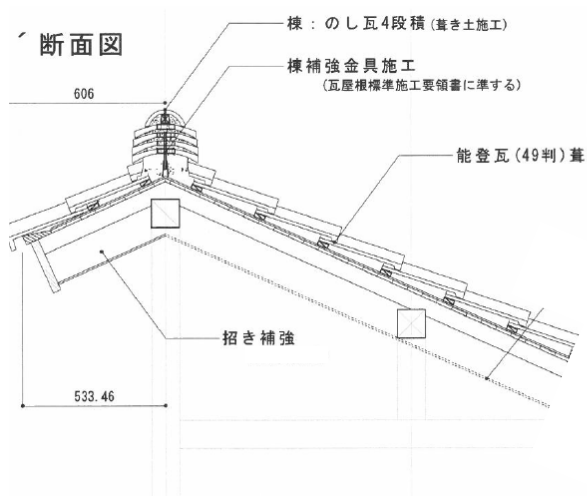 棟：のし瓦4段積(葺き土施工)
断面図
棟補強金具施工
(瓦屋根標準施工要領書に準する)
606
能登瓦(49判)葺
招き補強
533.46